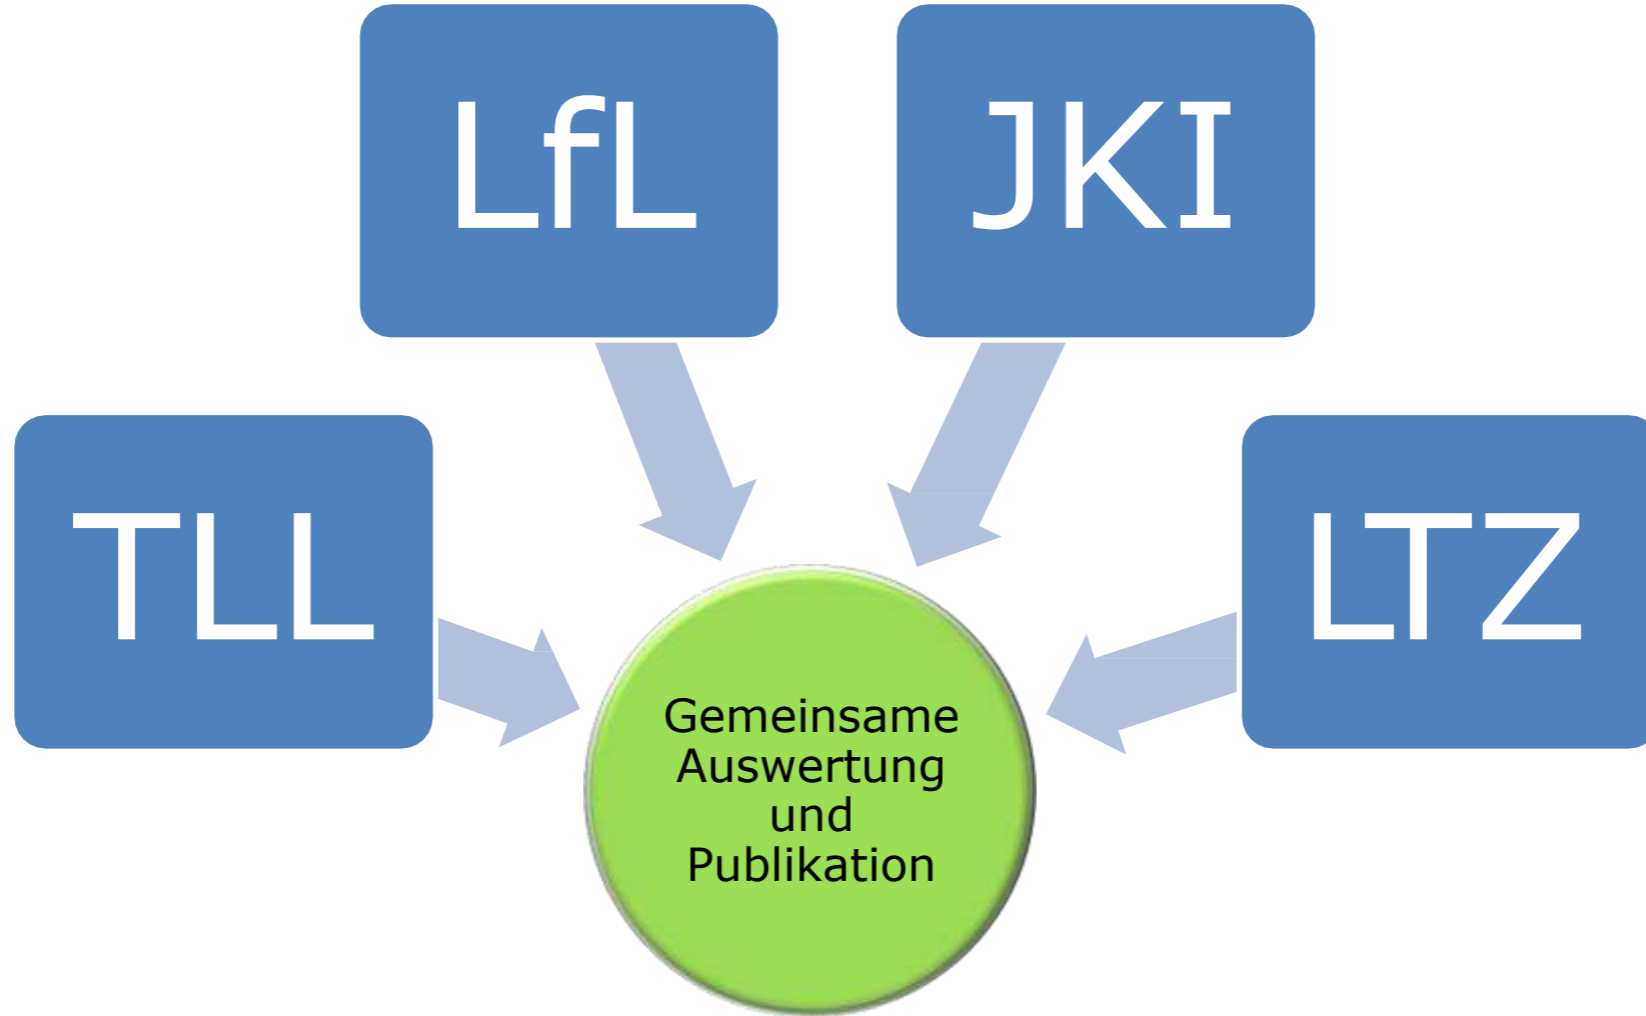 LfL
JKI
TLL
LTZ
Gemeinsame
Auswertung
und
Publikation